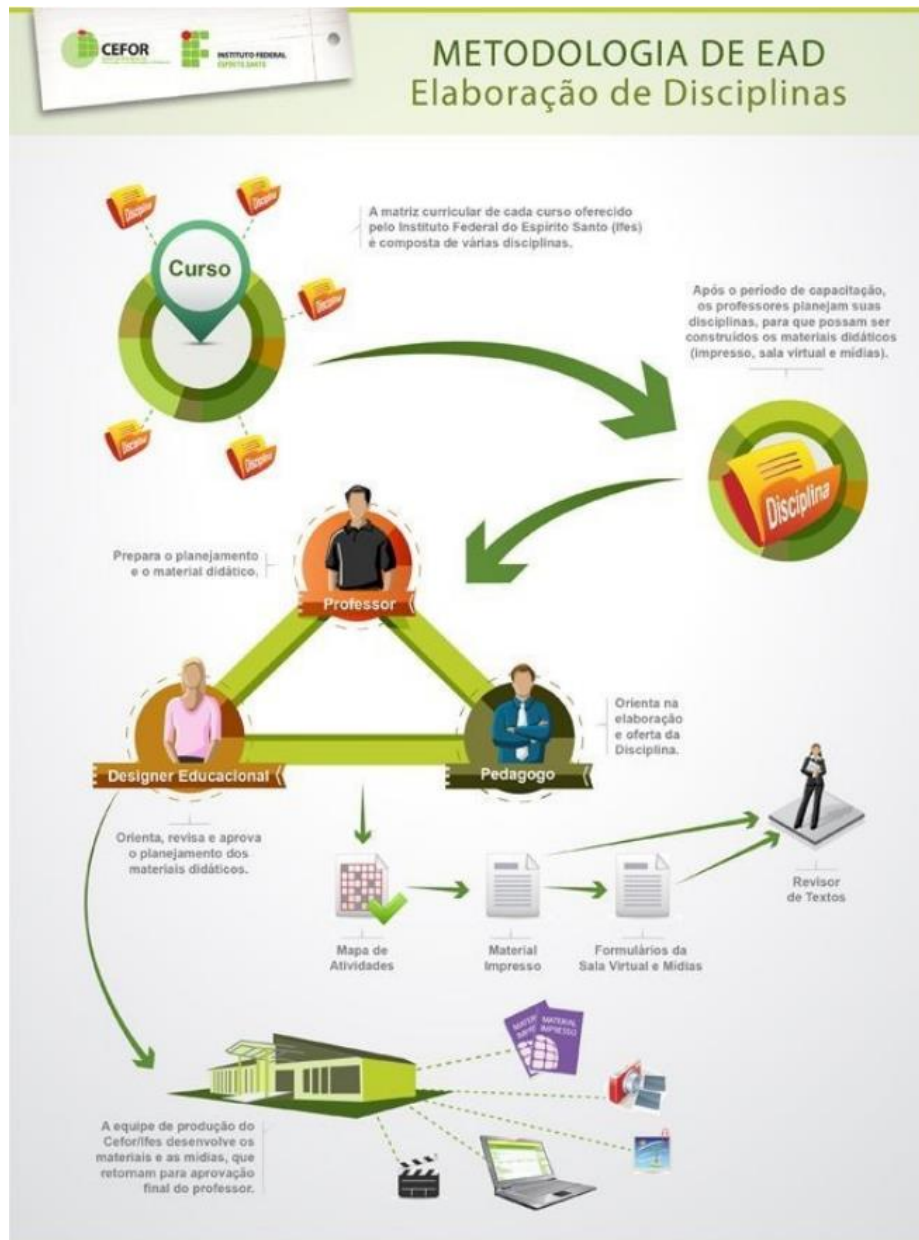 CEFOR
INSTITUTO FEDERAL
ESPÍRITO SANTO
METODOLOGIA DE EAD
Elaboração de Disciplinas
Disciplina
Disciplina
Curso
Disciplina
Disciplina
Disciplina
A matriz curricular de cada curso oferecido
pelo Instituto Federal do Espírito Santo (Ifes)
é composta de várias disciplinas.
Após o período de capacitação,
os professores planejam suas
disciplinas, para que possam ser
construídos os materiais didáticos
(impresso, sala virtual e mídias).
Disciplina
Prepara o planejamento
e o material didático.
Professor
Designer Educacional
Pedagogo
Orienta na
elaboração
e oferta da
Disciplina.
Orienta, revisa e aprova
o planejamento dos
materiais didáticos.
Mapa de
Atividades
Material
Impresso
Formulários da
Sala Virtual e Mídias
Revisor
de Textos
MATERIAL
IMPRESSO
A equipe de produção do
Cefor/Ifes desenvolve os
materiais e as mídias, que
retornam para aprovação
final do professor.